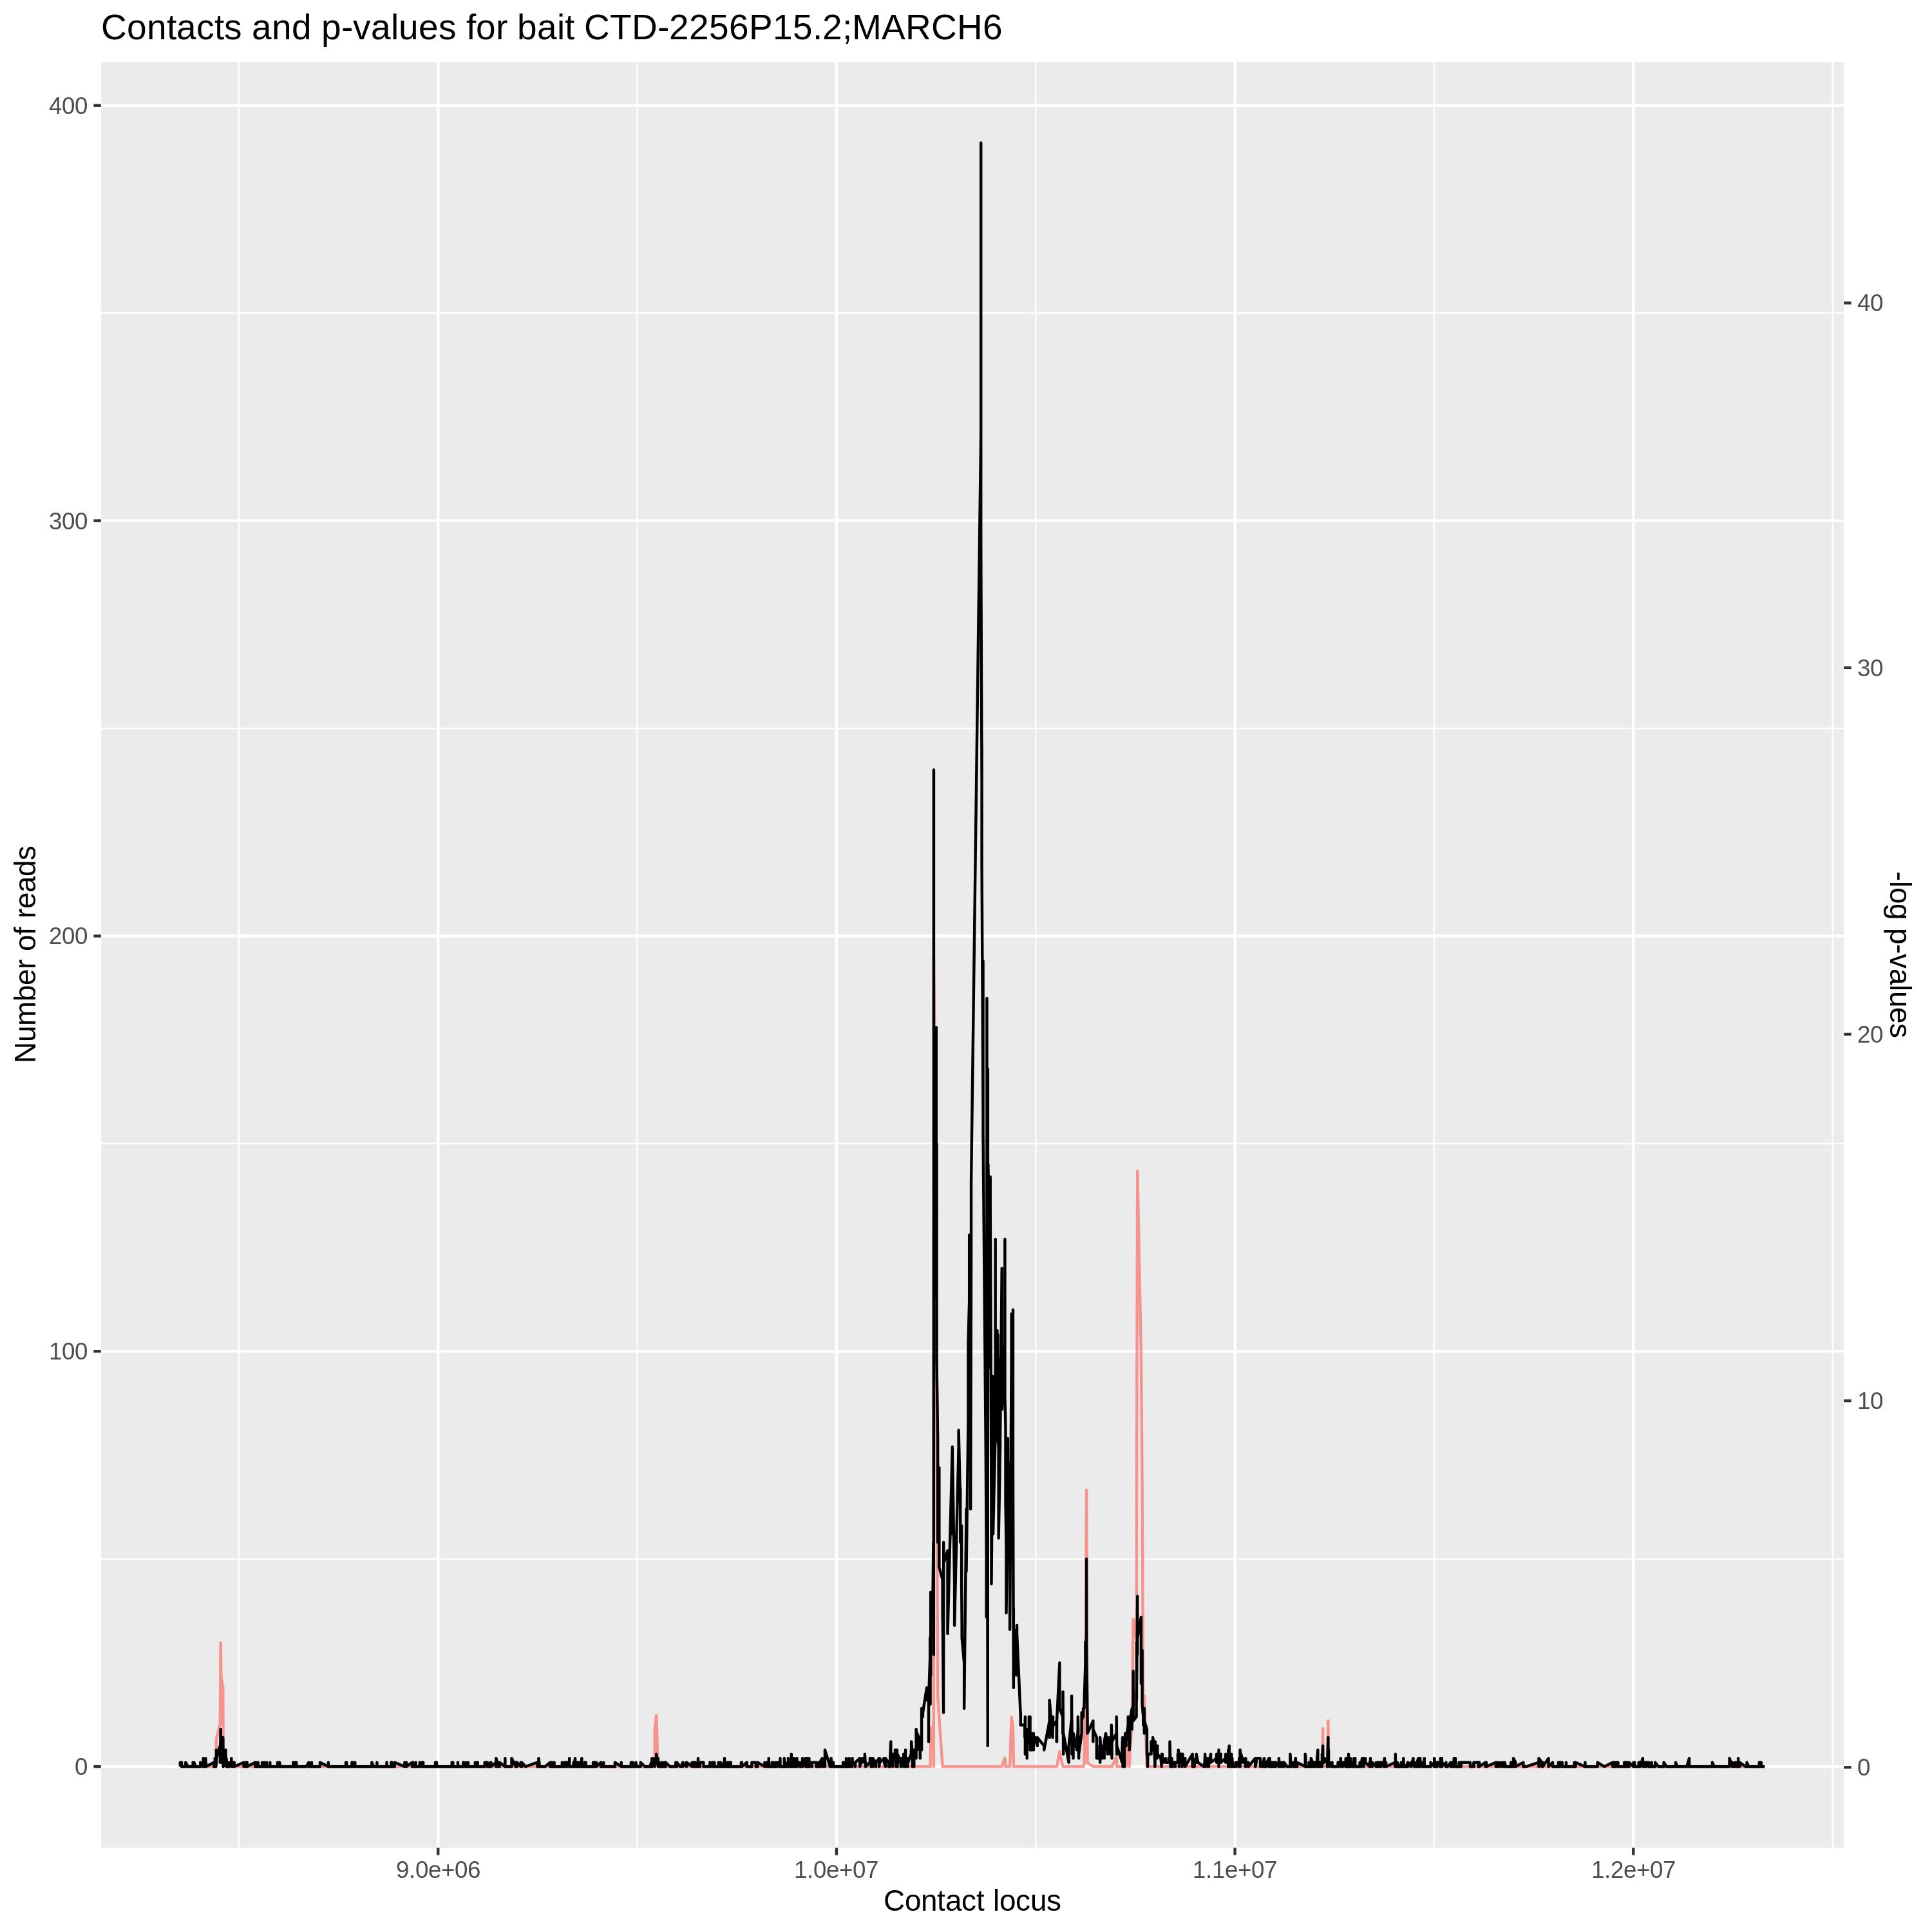 Contacts and p-values for bait CTD-2256P15.2;MARCH6
400
300
200
100
0
Number of reads
40
30
20
10
0
-log p-values
9.0e+06 1.0e+07 1.1e+07 1.2e+07
Contact locus